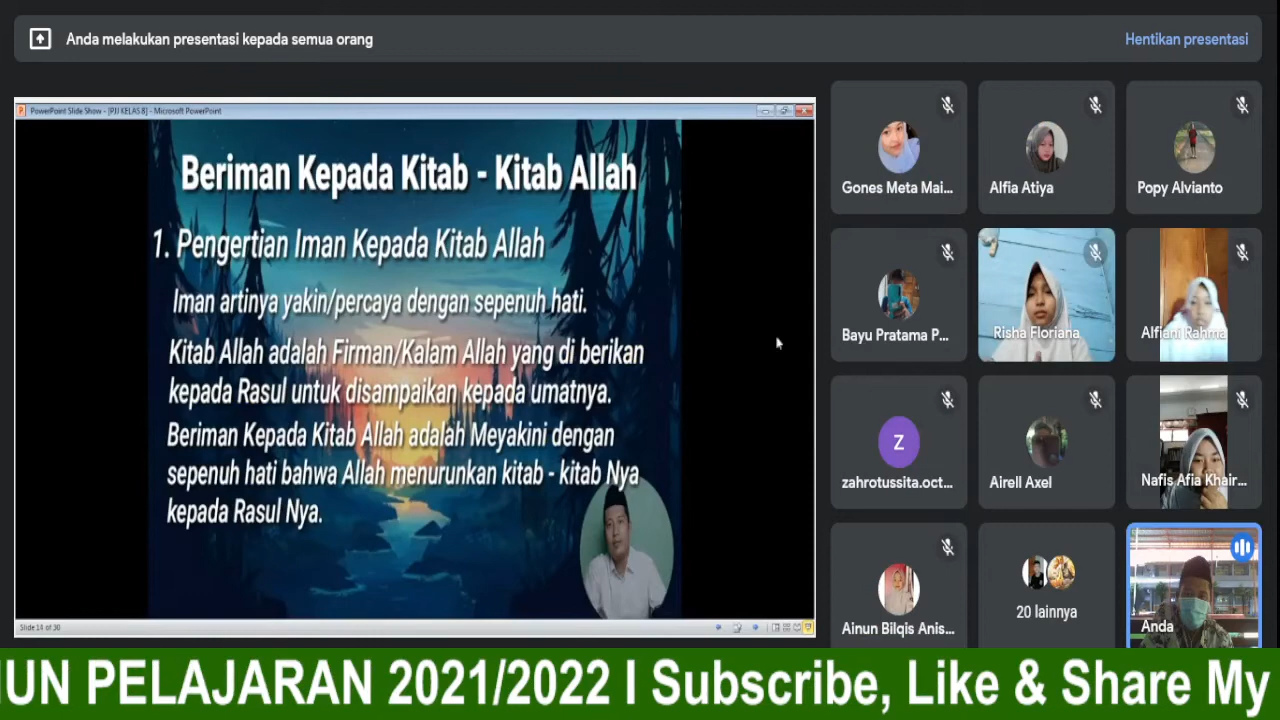 Anda melakukan presentasi kepada semua orang
Hentikan presentasi
PowerPoint Slide Show - [PJJ KELAS 8] - Microsoft PowerPoint
Beriman Kepada Kitab - Kitab Allah
1. Pengertian Iman Kepada Kitab Allah
Iman artinya yakin/percaya dengan sepenuh hati.
Kitab Allah adalah Firman/Kalam Allah yang di berikan
kepada Rasul untuk disampaikan kepada umatnya.
Beriman Kepada Kitab Allah adalah Meyakini dengan
sepenuh hati bahwa Allah menurunkan kitab - kitab Nya
kepada Rasul Nya.
Slide 14 of 30
Gones Meta Mai...
Alfia Atiya
Popy Alvianto
Bayu Pratama P...
Risha Floriana
Alfiani Rahma
Z
zahrotussita.oct...
Airell Axel
Nafis Afia Khair...
Ainun Bilqis Anis...
20 lainnya
Anda
HUN PELAJARAN 2021/2022 I Subscribe, Like & Share My